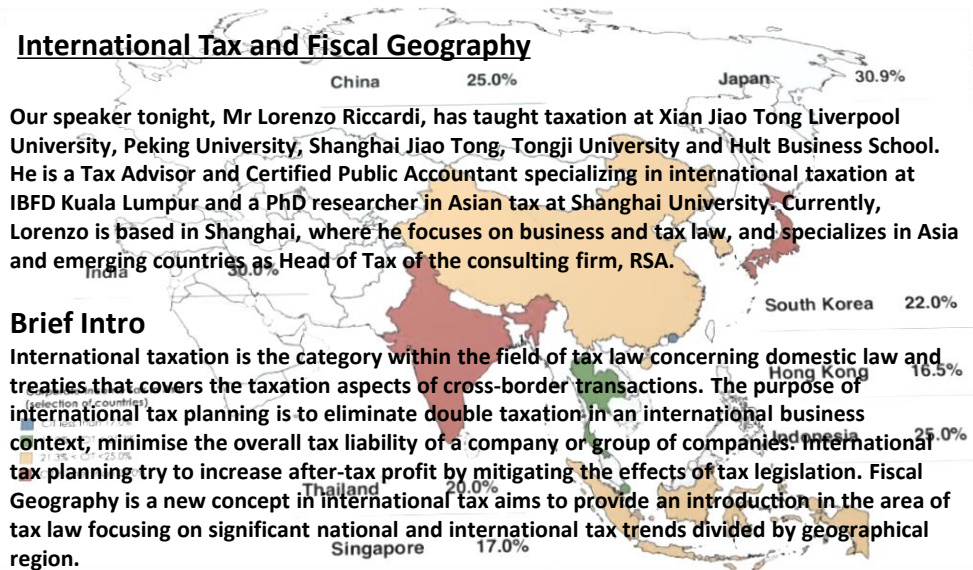 International Tax and Fiscal Geography
China 25.0% Japan 30.9%
Our speaker tonight, Mr Lorenzo Riccardi, has taught taxation at Xian Jiao Tong Liverpool
University, Peking University, Shanghai Jiao Tong, Tongji University and Hult Business School.
He is a Tax Advisor and Certified Public Accountant specializing in international taxation at
IBFD Kuala Lumpur and a PhD researcher in Asian tax at Shanghai University. Currently,
Lorenzo is based in Shanghai, where he focuses on business and tax law, and specializes in Asia
and emerging countries as Head of Tax of the consulting firm, RSA.
India 30.0%
South Korea 22.0%
Brief Intro
International taxation is the category within the field of tax law concerning domestic law and
treaties that covers the taxation aspects of cross-border transactions. The purpose of
Hong Kong 16.5%
(selection of countries)
international tax planning is to eliminate double taxation in an international business
context, minimise the overall tax liability of a company or group of companies. International
Indonesia 25.0%
21.3% < CIT <25.0%
tax planning try to increase after-tax profit by mitigating the effects of tax legislation. Fiscal
Thailand 20.0%
Geography is a new concept in international tax aims to provide an introduction in the area of
tax law focusing on significant national and international tax trends divided by geographical
Singapore 17.0%
region.